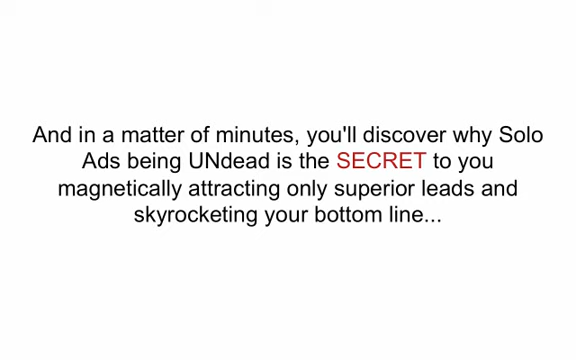 And in a matter of minutes, you'll discover why Solo
Ads being UNdead is the SECRET to you
magnetically attracting only superior leads and
skyrocketing your bottom line...